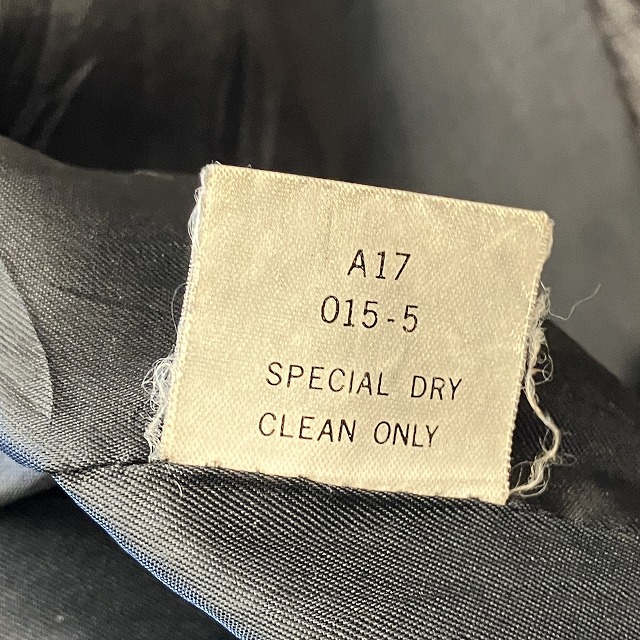 A17
015-5
SPECIAL DRY
CLEAN ONLY